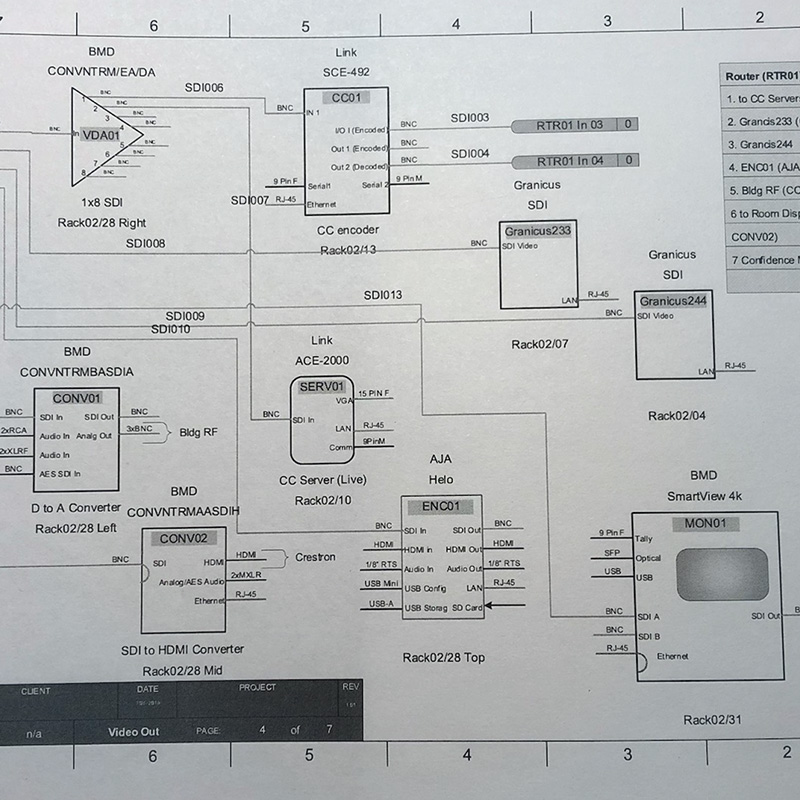 6 5 4 3 2
BMD
CONVNTRM/EA/DA
BNC
1
BNC
2
BNC
3
BNC
4
BNC
5
BNC
6
BNC
7
BNC
8
BNC
In
VDA01
1x8 SDI
Rack02/28 Right
SDI006
Link
SCE-492
CC01
BNC
IN 1
I/O I (Encoded)
BNC
SDI003
RTR01 In 03 0
Out 1 (Encoded)
BNC
Out 2 (Decoded)
BNC
SDI004
RTR01 In 04 0
9 Pin F
Serial1
Serial 2
9 Pin M
SDI007
RJ-45
Ethernet
CC encoder
Rack02/13
Granicus
SDI
BNC
Granicus233
SDI Video
LAN
RJ-45
Rack02/07
Granicus
SDI
BNC
Granicus244
SDI Video
LAN
RJ-45
Rack02/04
Router (RTR01
1. to CC Server
2. Grancis233 (
3. Grancis244
4. ENC01 (AJA
5. Bldg RF (CC
6 to Room Disp
CONV02)
7 Confidence
SDI008
SDI013
SDI009
SDI010
BMD
CONVNTRMBASDIA
CONV01
BNC
SDI In
SDI Out
BNC
2xRCA
Audio In
Analg Out
3xBNC
Bldg RF
2xXLRF
Audio In
BNC
AES SDI In
D to A Converter
Rack02/28 Left
Link
ACE-2000
SERV01
VGA
15 PIN F
BNC
SDI In
LAN
RJ-45
Comm
9PinM
CC Server (Live)
Rack02/10
BMD
CONVNTRMAASDIH
CONV02
BNC
SDI
HDMI
HDMI
Crestron
Analog/AES Audio
2xMXLR
Ethernet
RJ-45
SDI to HDMI Converter
Rack02/28 Mid
AJA
Helo
ENC01
BNC
SDI In
SDI Out
BNC
HDMI
HDMI in
HDMI Out
HDMI
1/8" RTS
Audio In
Audio Out
1/8" RTS
USB Mini
USB Config
LAN
RJ-45
USB-A
USB Storag
SD Card
Rack02/28 Top
BMD
SmartView 4k
MON01
9 Pin F
Tally
SFP
Optical
USB
USB
BNC
SDI A
SDI Out
BNC
SDI B
RJ-45
Ethernet
Rack02/31
CLIENT DATE PROJECT REV
n/a Video Out PAGE: 4 of 7
6 5 4 3 2